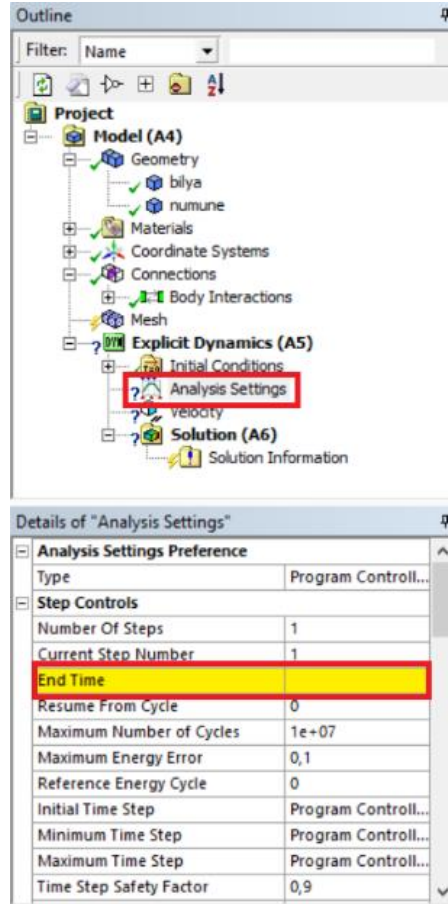 Outline
Filter: Name
Project
Model (A4)
Geometry
bilya
numune
Materials
Coordinate Systems
Connections
Body Interactions
Mesh
Explicit Dynamics (A5)
Initial Conditions
Analysis Settings
Velocity
Solution (A6)
Solution Information
Details of "Analysis Settings"
Analysis Settings Preference
Type Program Controll...
Step Controls
Number Of Steps 1
Current Step Number 1
End Time
Resume From Cycle 0
Maximum Number of Cycles 1e+07
Maximum Energy Error 0,1
Reference Energy Cycle 0
Initial Time Step Program Controll...
Minimum Time Step Program Controll...
Maximum Time Step Program Controll...
Time Step Safety Factor 0,9